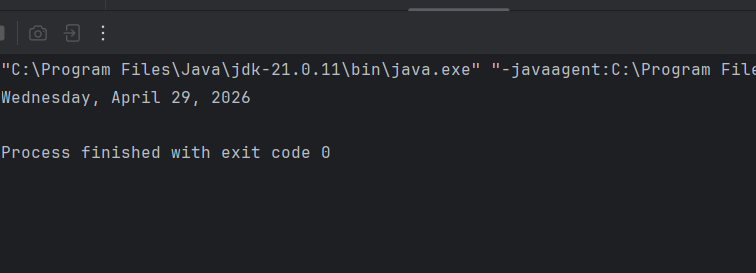 "C:\Program Files\Java\jdk-21.0.11\bin\java.exe" "-javaagent:C:\Program File
Wednesday, April 29, 2026
Process finished with exit code 0